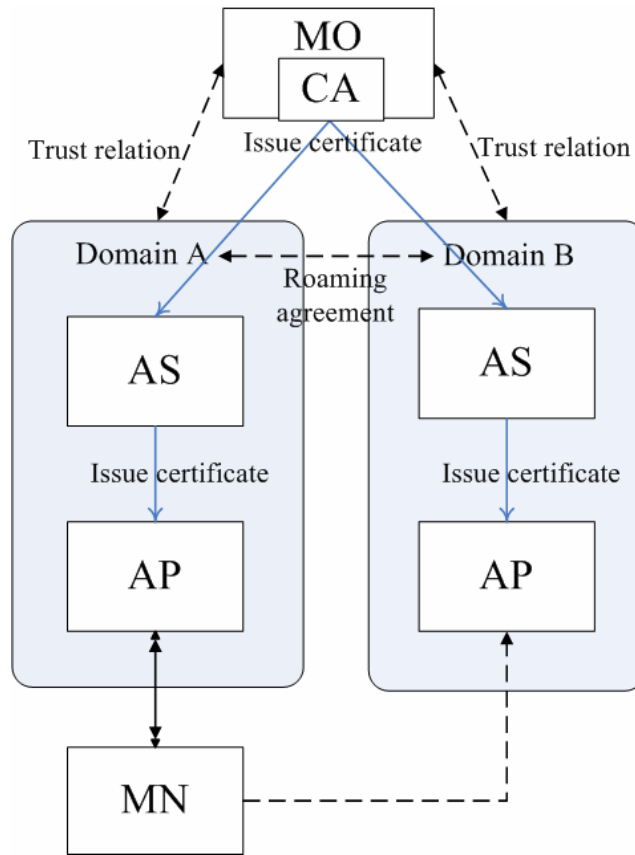 MO
CA
Trust relation
Issue certificate
Trust relation
Domain A
Domain B
Roaming
agreement
AS
AS
Issue certificate
Issue certificate
AP
AP
MN